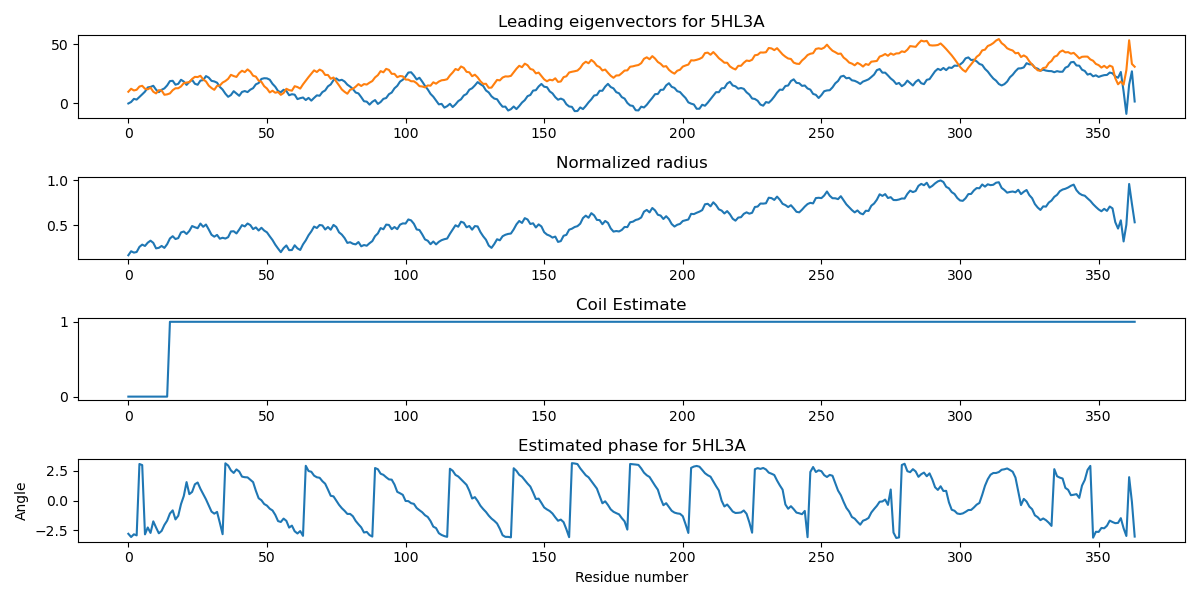 Leading eigenvectors for 5HL3A
50
0
0 50 100 150 200 250 300 350
Normalized radius
1.0
0.5
0 50 100 150 200 250 300 350
Coil Estimate
1
0
0 50 100 150 200 250 300 350
Estimated phase for 5HL3A
Angle
2.5
0.0
−2.5
0 50 100 150 200 250 300 350
Residue number